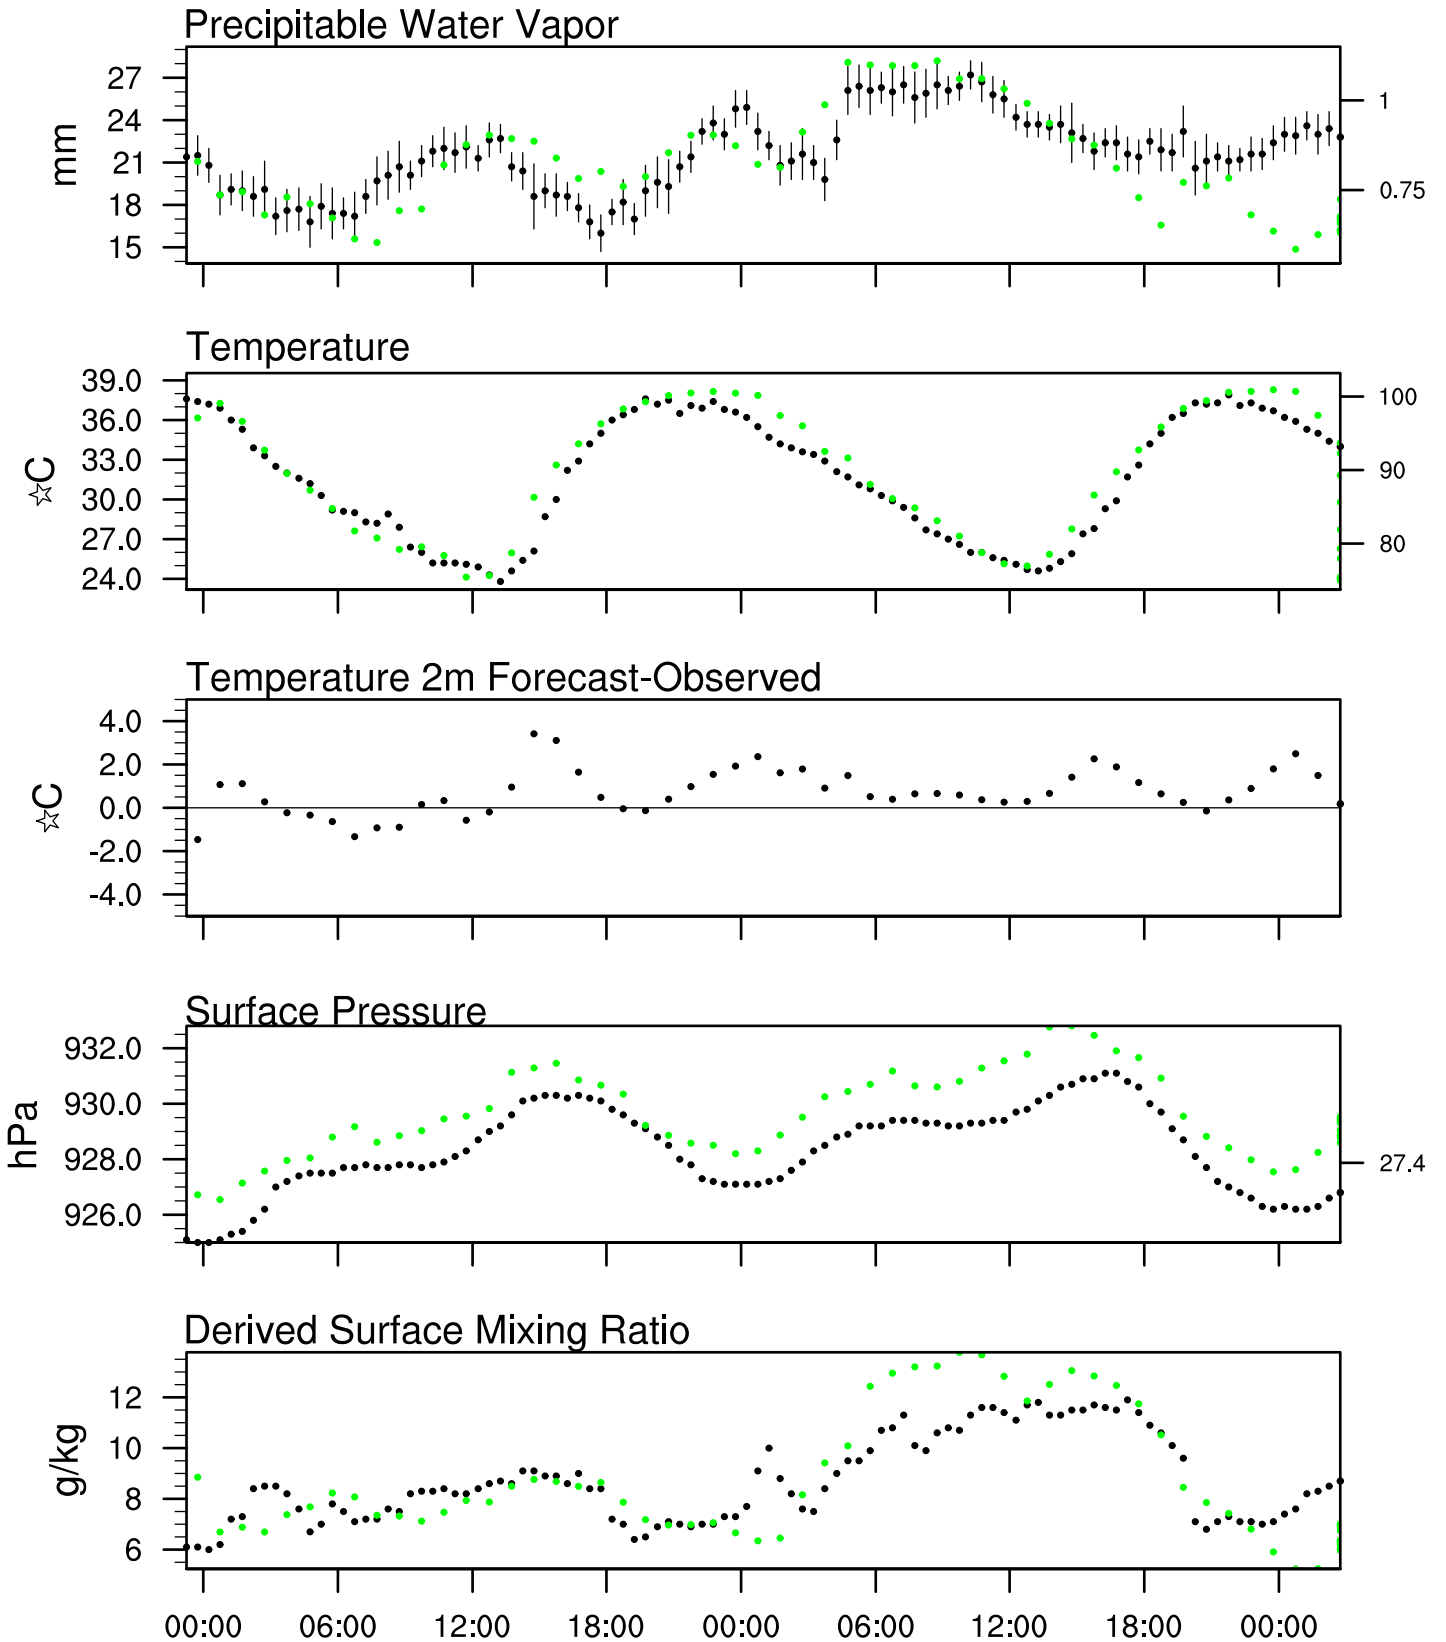 Precipitable Water Vapor
27
24
21
18
15
mm
1
0.75
Temperature
39.0
36.0
33.0
30.0
27.0
24.0
☆C
100
90
80
Temperature 2m Forecast-Observed
4.0
2.0
0.0
-2.0
-4.0
☆C
Surface Pressure
932.0
930.0
928.0
926.0
hPa
27.4
Derived Surface Mixing Ratio
12
10
8
6
g/kg
00:00 06:00 12:00 18:00 00:00 06:00 12:00 18:00 00:00